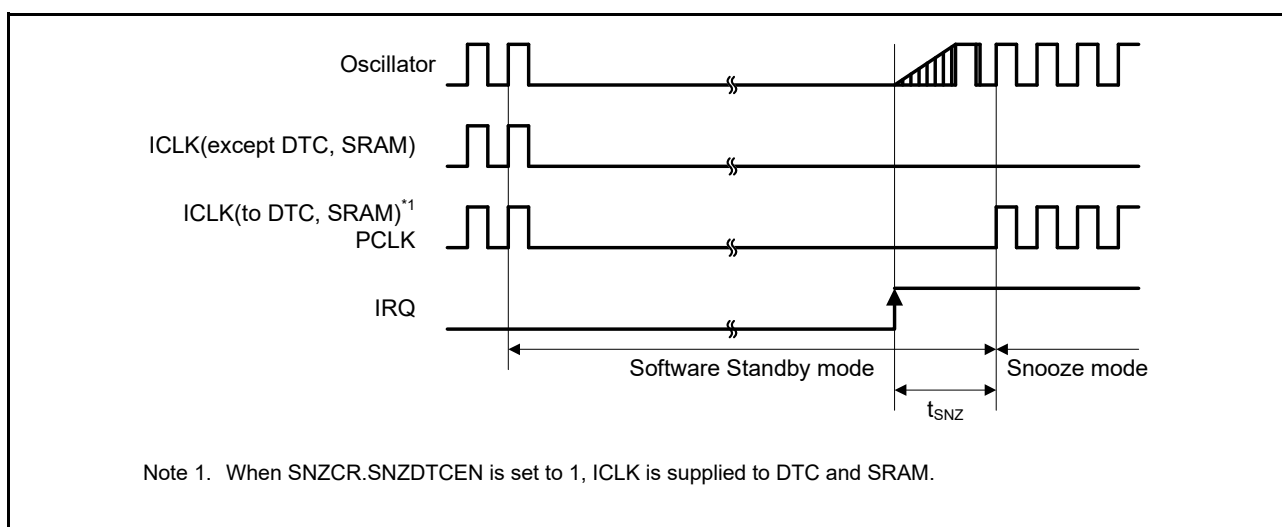 Oscillator
ICLK(except DTC, SRAM)
ICLK(to DTC, SRAM)*1
PCLK
IRQ
Software Standby mode
Snooze mode
tSNZ
Note 1. When SNZCR.SNZDTCEN is set to 1, ICLK is supplied to DTC and SRAM.